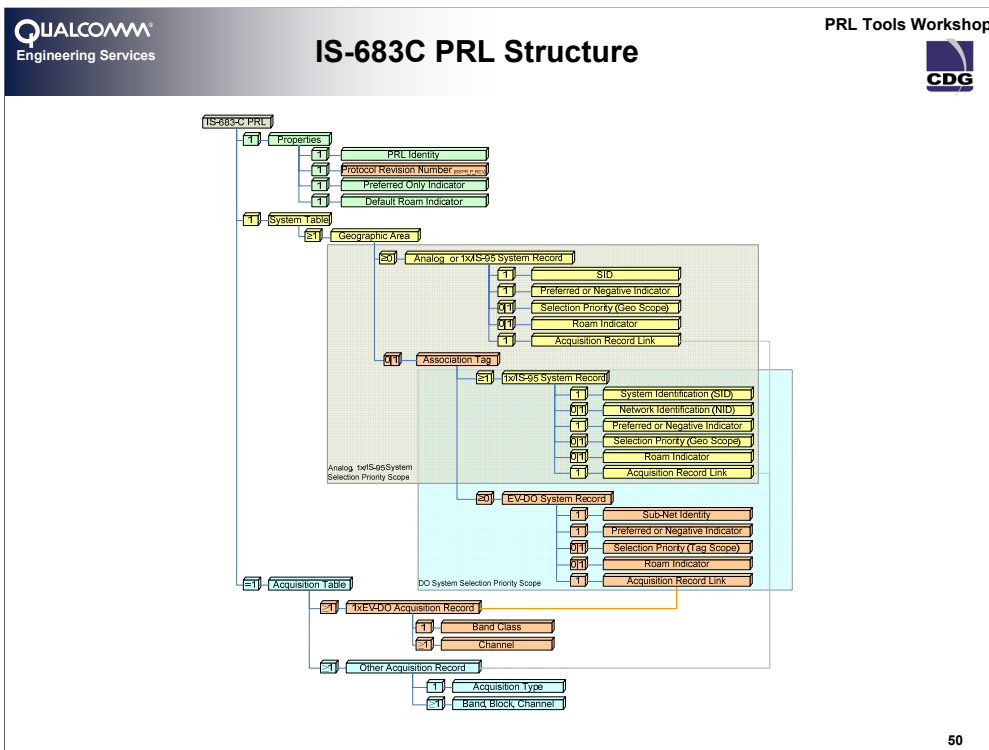 QUALCOMM®
Engineering Services
IS-683C PRL Structure
PRL Tools Workshop
CDG
IS-683-C PRL
1 Properties
1 PRL Identity
1 Protocol Revision Number (SSPR_P_REV)
1 Preferred Only Indicator
1 Default Roam Indicator
1 System Table
≥1 Geographic Area
≥0 Analog or 1x/IS-95 System Record
1 SID
1 Preferred or Negative Indicator
0|1 Selection Priority (Geo Scope)
0|1 Roam Indicator
1 Acquisition Record Link
0|1 Association Tag
≥1 1x/IS-95 System Record
1 System Identification (SID)
0|1 Network Identification (NID)
1 Preferred or Negative Indicator
0|1 Selection Priority (Geo Scope)
0|1 Roam Indicator
1 Acquisition Record Link
Analog, 1x/IS-95 System
Selection Priority Scope
≥0 EV-DO System Record
1 Sub-Net Identity
1 Preferred or Negative Indicator
0|1 Selection Priority (Tag Scope)
0|1 Roam Indicator
1 Acquisition Record Link
DO System Selection Priority Scope
=1 Acquisition Table
≥1 1xEV-DO Acquisition Record
1 Band Class
≥1 Channel
≥1 Other Acquisition Record
1 Acquisition Type
≥1 Band, Block, Channel
50